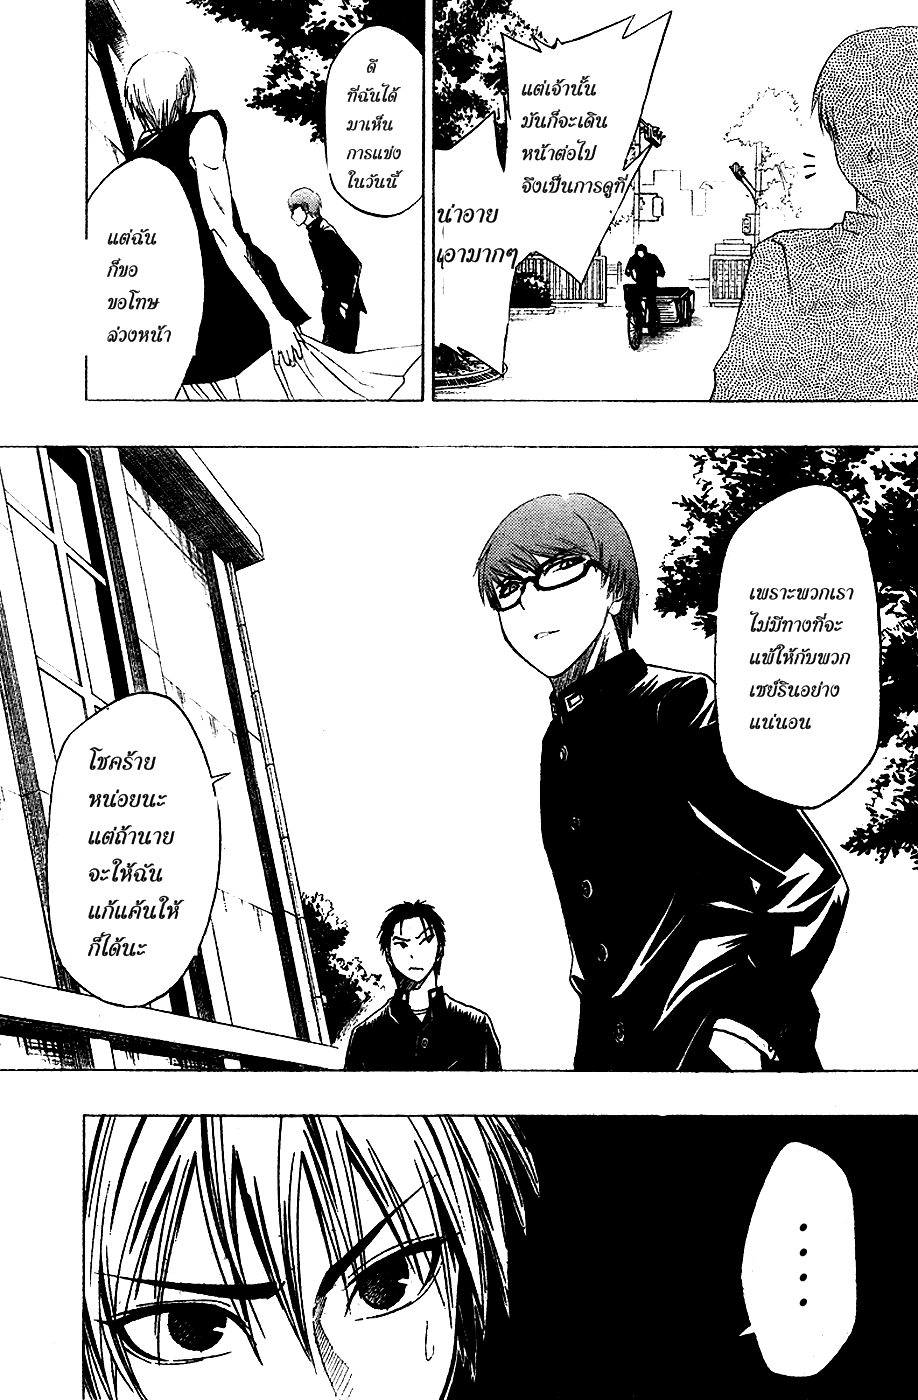 แต่เจ้านั้น
มันก็จะเดิน
หน้าต่อไป
จึงเป็นการดูที่
น่าอาย
เอามากๆ
ดี
ที่ฉันได้
มาเห็น
การแข่ง
ในวันนี้
แต่ฉัน
ก็ขอ
ขอโทษ
ล่วงหน้า
เพราะพวกเรา
ไม่มีทางที่จะ
แพ้ให้กับพวก
เซย์รินอย่าง
แน่นอน
โชคร้าย
หน่อยนะ
แต่ถ้านาย
จะให้ฉัน
แก้แค้นให้
ก็ได้นะ
....